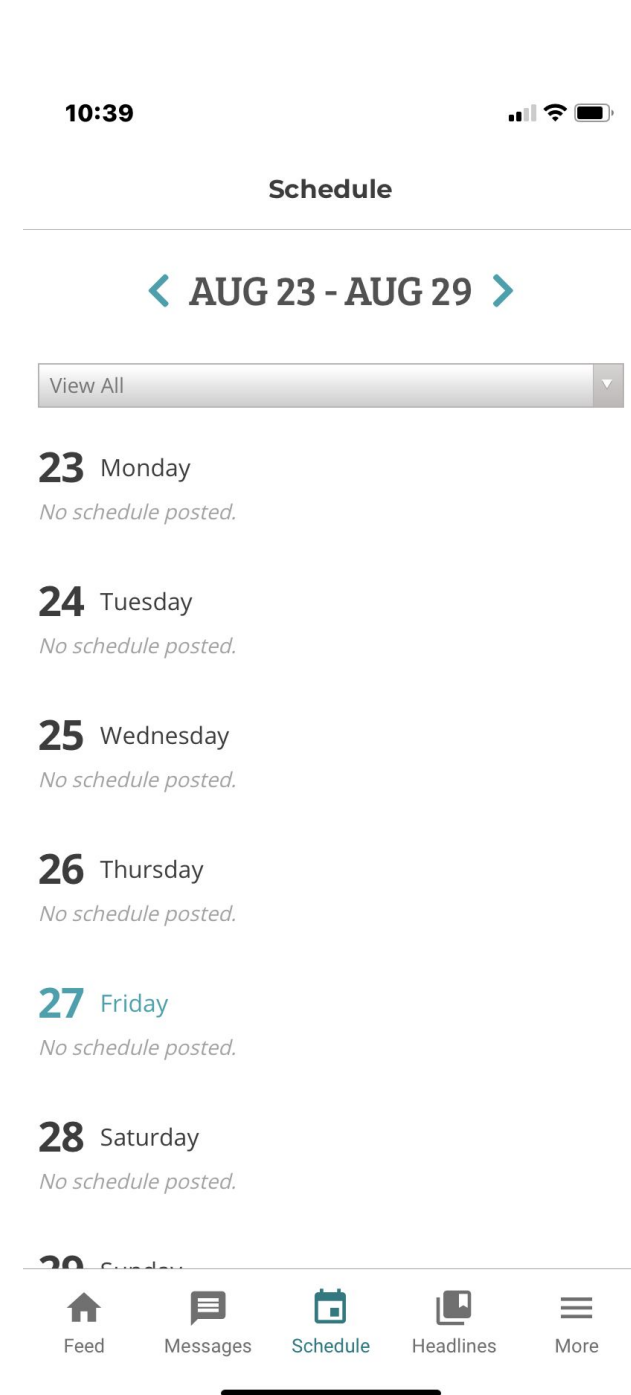 10:39
Schedule
AUG 23 - AUG 29
View All
23 Monday
No schedule posted.
24 Tuesday
No schedule posted.
25 Wednesday
No schedule posted.
26 Thursday
No schedule posted.
27 Friday
No schedule posted.
28 Saturday
No schedule posted.
29 Sunday
Feed Messages Schedule Headlines More